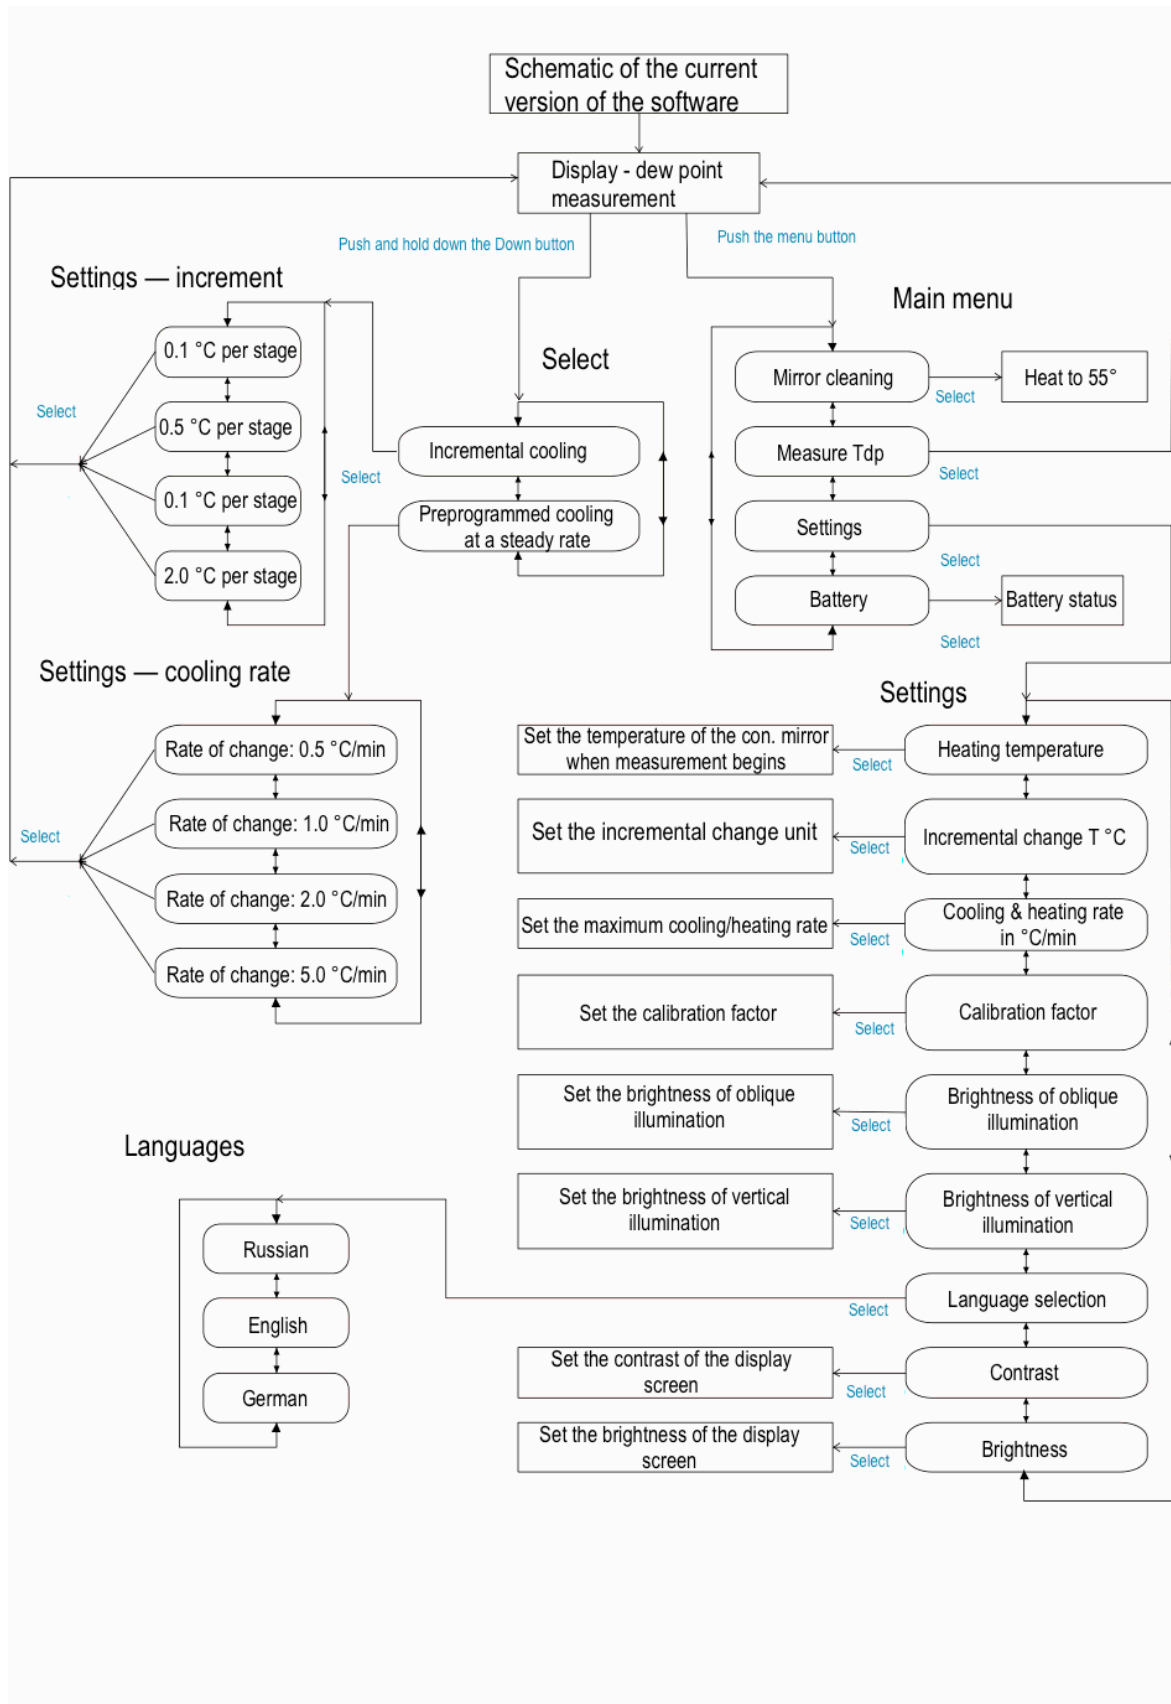 Schematic of the current
version of the software
Display - dew point
measurement
Push and hold down the Down button
Push the menu button
Settings — increment
Main menu
0.1 °C per stage
Select
Mirror cleaning
Heat to 55°
Select
Select
0.5 °C per stage
Incremental cooling
Measure Tdp
Select
Select
0.1 °C per stage
Preprogrammed cooling
at a steady rate
Settings
Select
2.0 °C per stage
Battery
Battery status
Select
Settings — cooling rate
Settings
Rate of change: 0.5 °C/min
Set the temperature of the con. mirror
when measurement begins
Select
Heating temperature
Rate of change: 1.0 °C/min
Select
Set the incremental change unit
Select
Incremental change T °C
Rate of change: 2.0 °C/min
Set the maximum cooling/heating rate
Select
Cooling & heating rate
in °C/min
Rate of change: 5.0 °C/min
Set the calibration factor
Select
Calibration factor
Set the brightness of oblique
illumination
Select
Brightness of oblique
illumination
Languages
Set the brightness of vertical
illumination
Select
Brightness of vertical
illumination
Russian
Select
Language selection
English
Set the contrast of the display
screen
Select
Contrast
German
Set the brightness of the display
screen
Select
Brightness